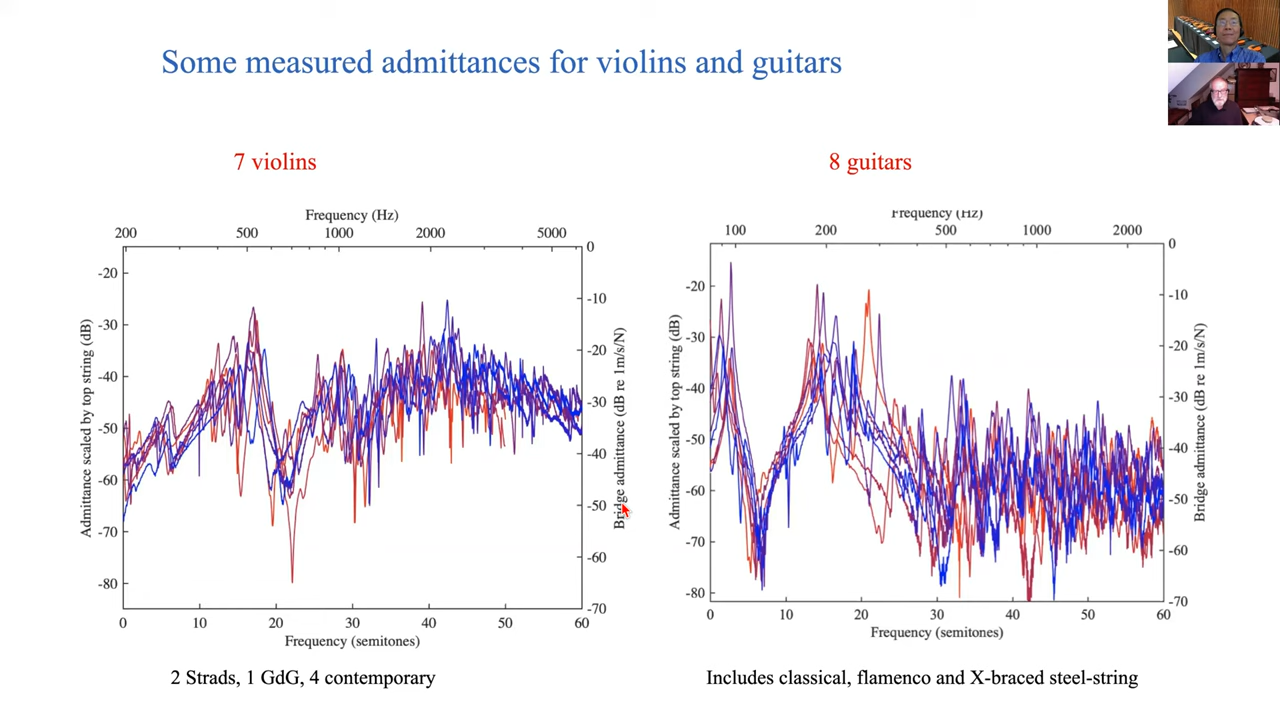 Some measured admittances for violins and guitars
7 violins
8 guitars
Frequency (Hz)
200 500 1000 2000 5000
0
-20
-10
-30
-20
-40
-30
-50
-40
-60
-50
-70
-60
-80
-70
0 10 20 30 40 50 60
Frequency (semitones)
Admittance scaled by top string (dB)
Bridge admittance (dB re 1m/s/N)
2 Strads, 1 GdG, 4 contemporary
Frequency (Hz)
100 200 500 1000 2000
0
-20
-10
-30
-20
-40
-30
-50
-40
-60
-50
-70
-60
-80
-70
0 10 20 30 40 50 60
Frequency (semitones)
Admittance scaled by top string (dB)
Bridge admittance (dB re 1m/s/N)
Includes classical, flamenco and X-braced steel-string